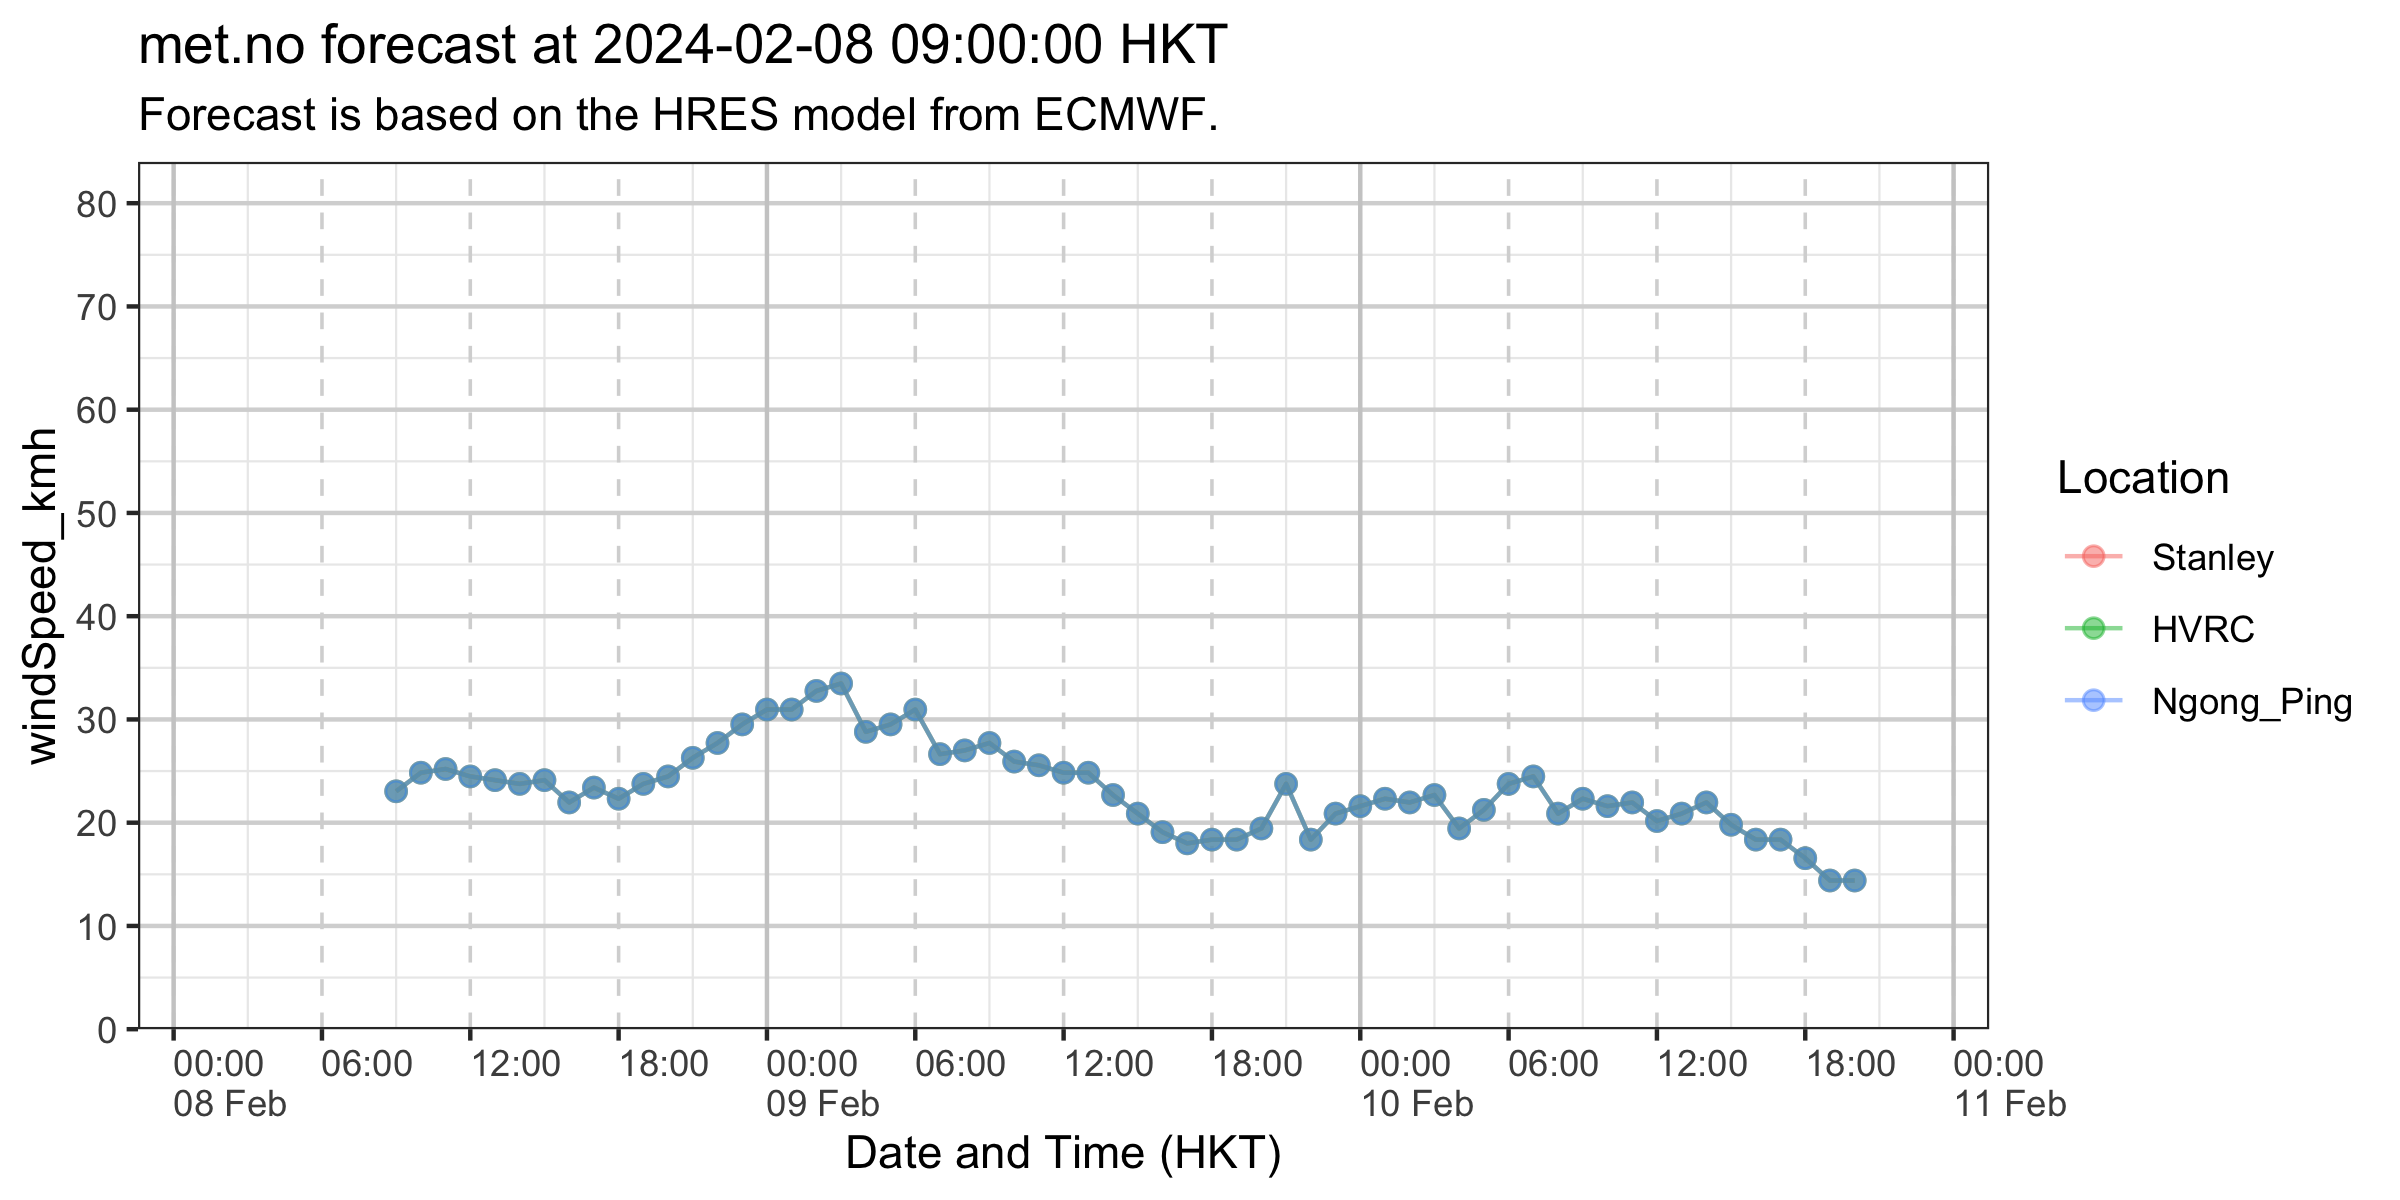 met.no forecast at 2024-02-08 09:00:00 HKT
Forecast is based on the HRES model from ECMWF.
windSpeed_kmh
80
70
60
50
40
30
20
10
0
00:00 06:00 12:00 18:00 00:00 06:00 12:00 18:00 00:00 06:00 12:00 18:00 00:00
08 Feb 09 Feb 10 Feb 11 Feb
Date and Time (HKT)
Location
Stanley
HVRC
Ngong_Ping